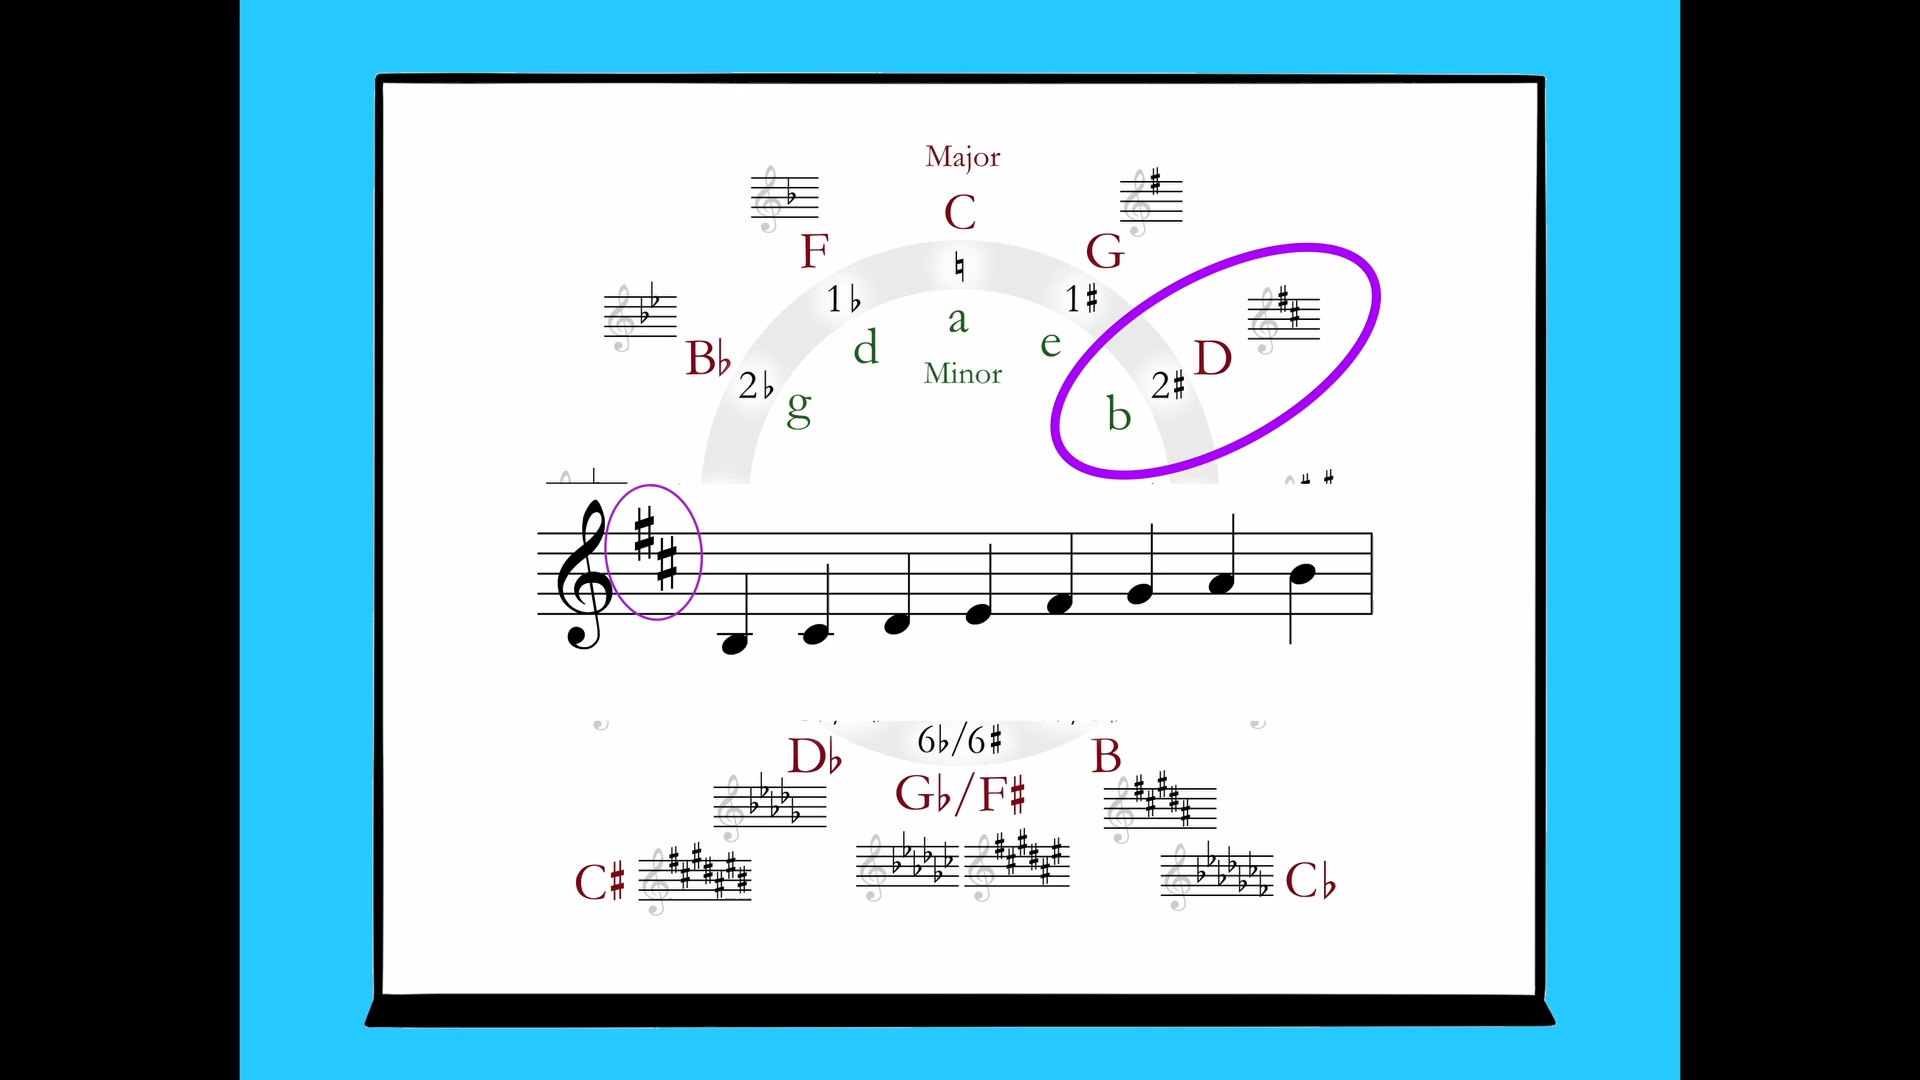 Major
C
F
G
♮
1♭
1♯
a
d
e
B♭
D
Minor
2♭
2♯
g
b
6♭/6♯
D♭
B
G♭/F♯
C♯
C♭